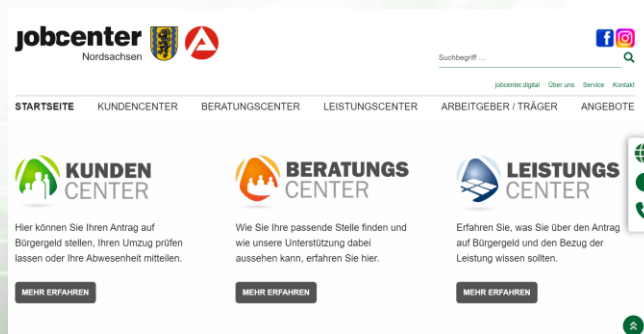 jobcenter
Nordsachsen
Suchbegriff ...
jobcenter.digital Über uns Service Kontakt
STARTSEITE KUNDENCENTER BERATUNGSCENTER LEISTUNGSCENTER ARBEITGEBER / TRÄGER ANGEBOTE
KUNDEN
CENTER
Hier können Sie Ihren Antrag auf
Bürgergeld stellen, Ihren Umzug prüfen
lassen oder Ihre Abwesenheit mitteilen.
MEHR ERFAHREN
BERATUNGS
CENTER
Wie Sie Ihre passende Stelle finden und
wie unsere Unterstützung dabei
aussehen kann, erfahren Sie hier.
MEHR ERFAHREN
LEISTUNGS
CENTER
Erfahren Sie, was Sie über den Antrag
auf Bürgergeld und den Bezug der
Leistung wissen sollten.
MEHR ERFAHREN